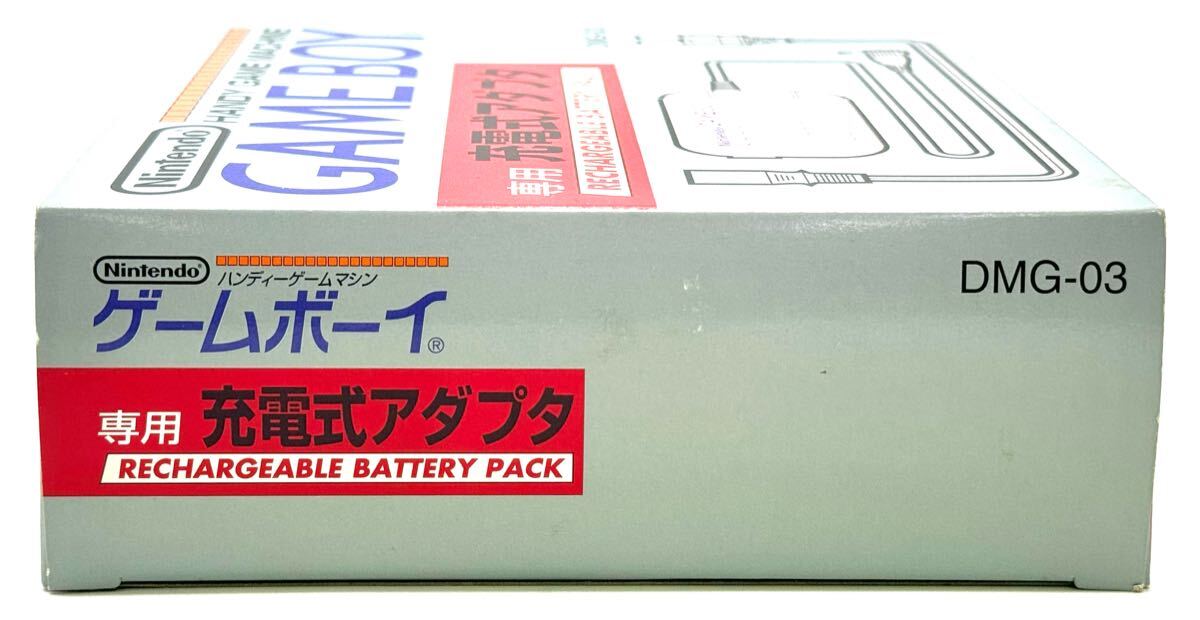 Nintendo
HANDY GAME MACHINE
GAME BOY
専用 充電式アダプタ
RECHARGEABLE BATTERY
Nintendo
ハンディーゲームマシン
ゲームボーイ®
DMG-03
専用 充電式アダプタ
RECHARGEABLE BATTERY PACK